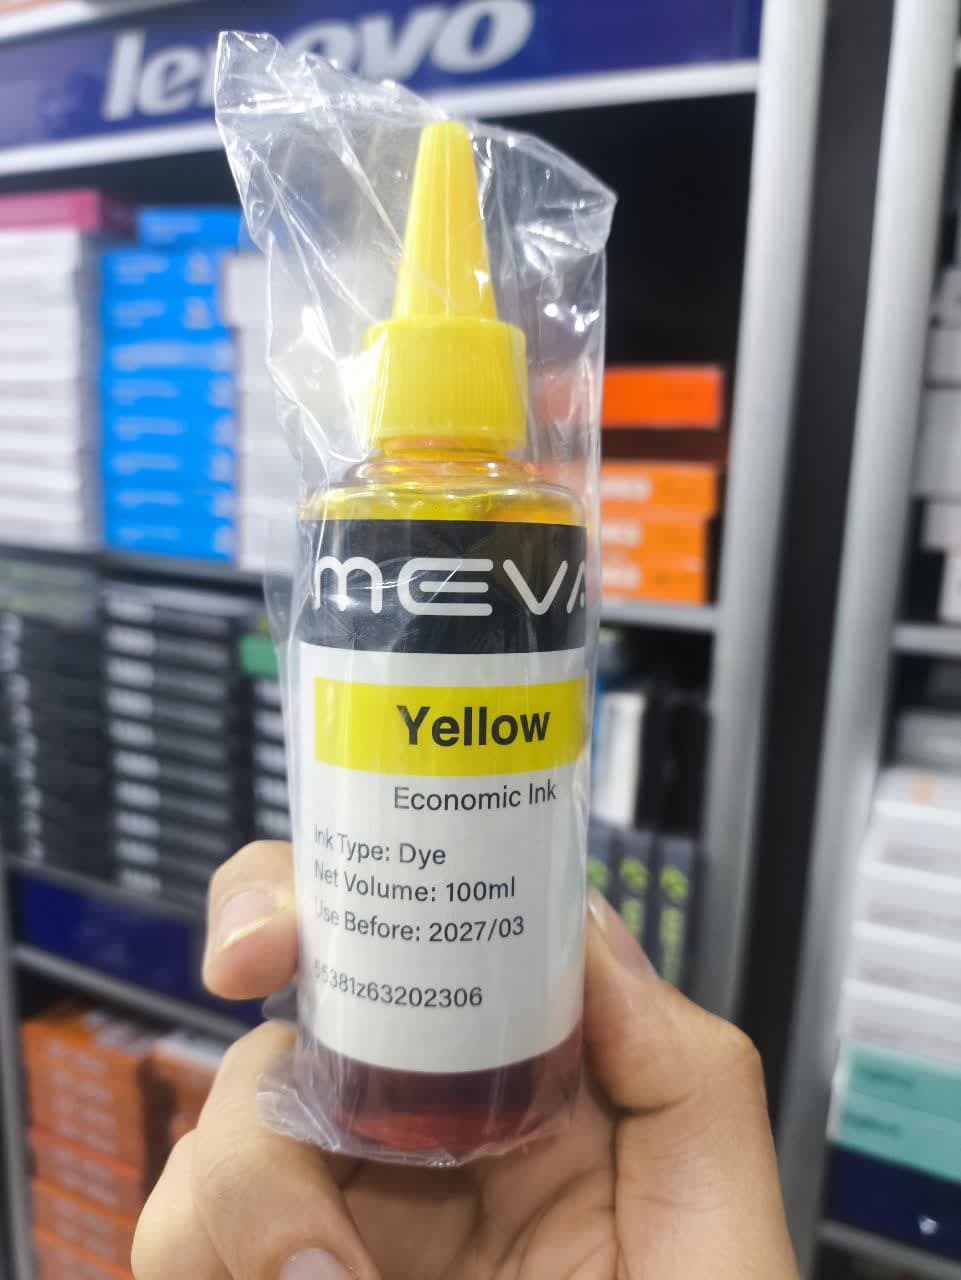 lenovo
MEVA
Yellow
Economic Ink
Ink Type: Dye
Net Volume: 100ml
Use Before: 2027/03
55381z63202306